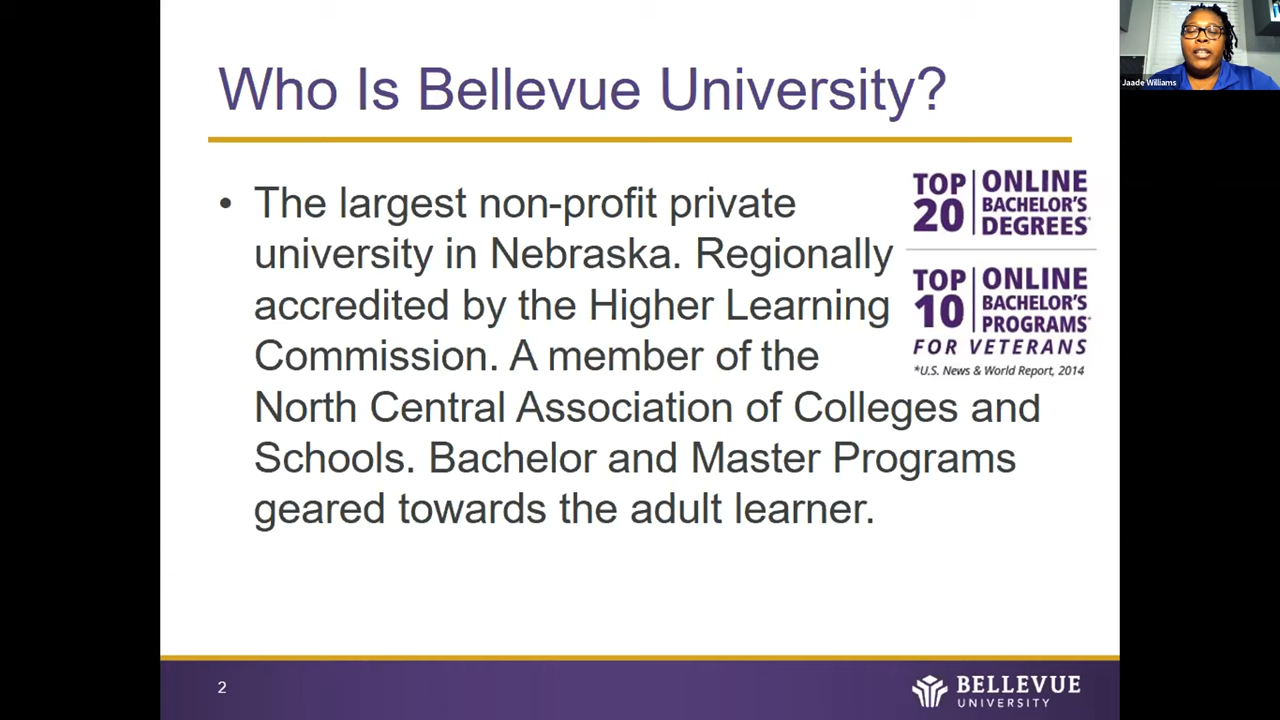 Who Is Bellevue University?
• The largest non-profit private
university in Nebraska. Regionally
accredited by the Higher Learning
Commission. A member of the
North Central Association of Colleges and
Schools. Bachelor and Master Programs
geared towards the adult learner.
TOP 20 ONLINE BACHELOR'S DEGREES*
TOP 10 ONLINE BACHELOR'S PROGRAMS*
FOR VETERANS
*U.S. News & World Report, 2014
Jaade Williams
2
BELLEVUE
UNIVERSITY